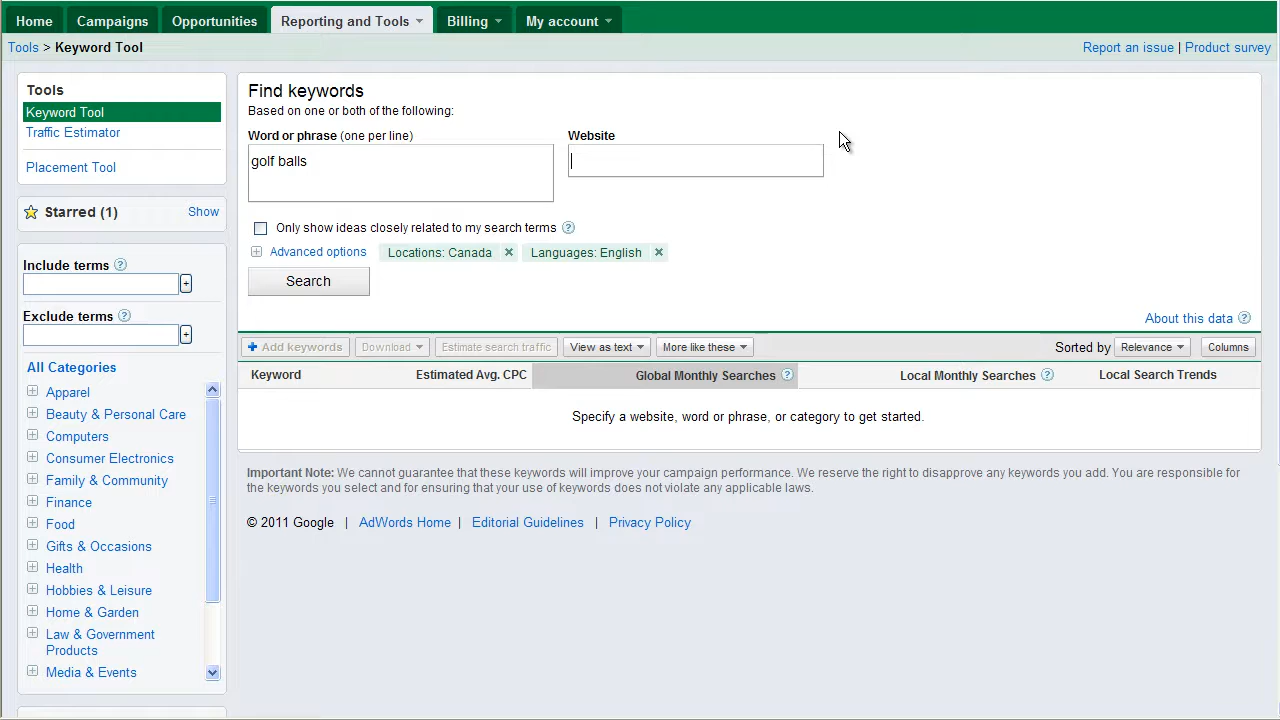 Home Campaigns Opportunities Reporting and Tools Billing My account
Tools > Keyword Tool
Report an issue | Product survey
Tools
Keyword Tool
Traffic Estimator
Placement Tool
Starred (1) Show
Include terms ?
+
Exclude terms ?
+
All Categories
Apparel
Beauty & Personal Care
Computers
Consumer Electronics
Family & Community
Finance
Food
Gifts & Occasions
Health
Hobbies & Leisure
Home & Garden
Law & Government
Products
Media & Events
Find keywords
Based on one or both of the following:
Word or phrase (one per line) Website
golf balls
Only show ideas closely related to my search terms ?
Advanced options Locations: Canada × Languages: English ×
Search
About this data ?
+ Add keywords Download Estimate search traffic View as text More like these Sorted by Relevance Columns
Keyword Estimated Avg. CPC Global Monthly Searches ? Local Monthly Searches ? Local Search Trends
Specify a website, word or phrase, or category to get started.
Important Note: We cannot guarantee that these keywords will improve your campaign performance. We reserve the right to disapprove any keywords you add. You are responsible for
the keywords you select and for ensuring that your use of keywords does not violate any applicable laws.
© 2011 Google | AdWords Home | Editorial Guidelines | Privacy Policy